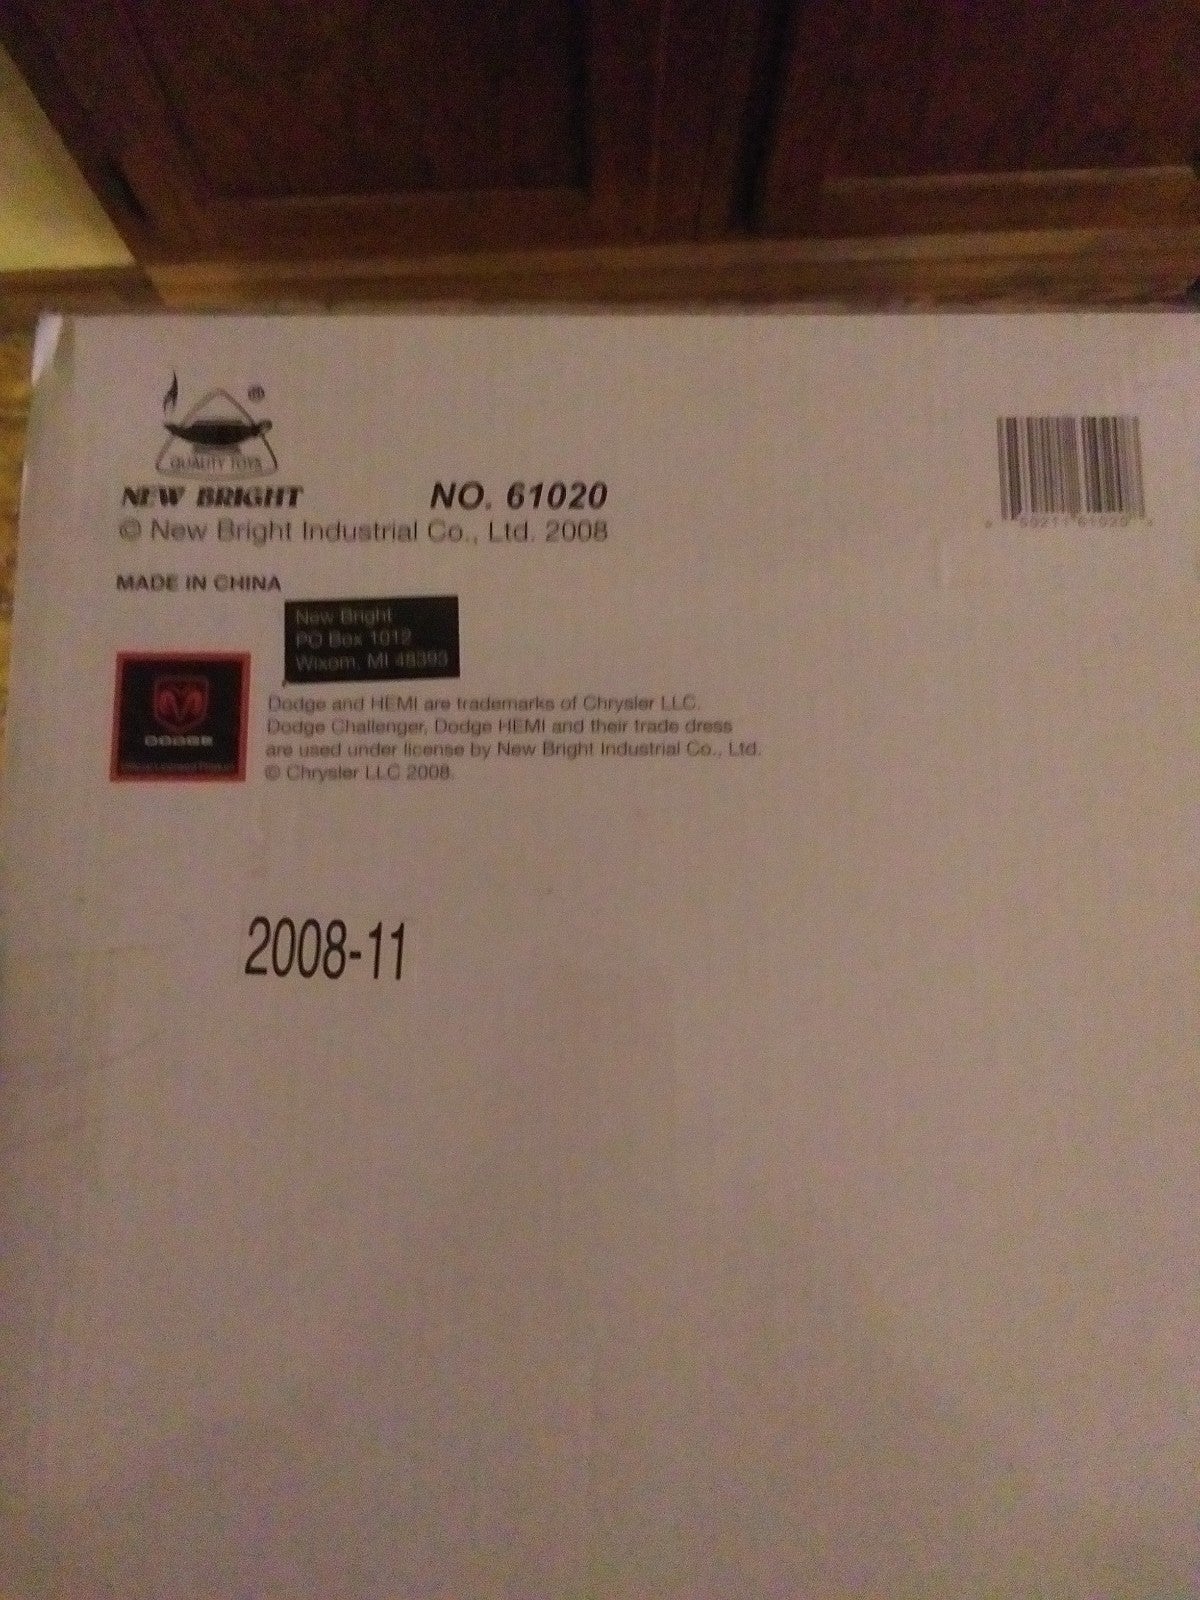 ®
QUALITY TOYS
NEW BRIGHT NO. 61020
© New Bright Industrial Co., Ltd. 2008
MADE IN CHINA
New Bright
PO Box 1012
Wixom, MI 48393
DODGE
Dodge and HEMI are trademarks of Chrysler LLC.
Dodge Challenger, Dodge HEMI and their trade dress
are used under license by New Bright Industrial Co., Ltd.
© Chrysler LLC 2008.
2008-11